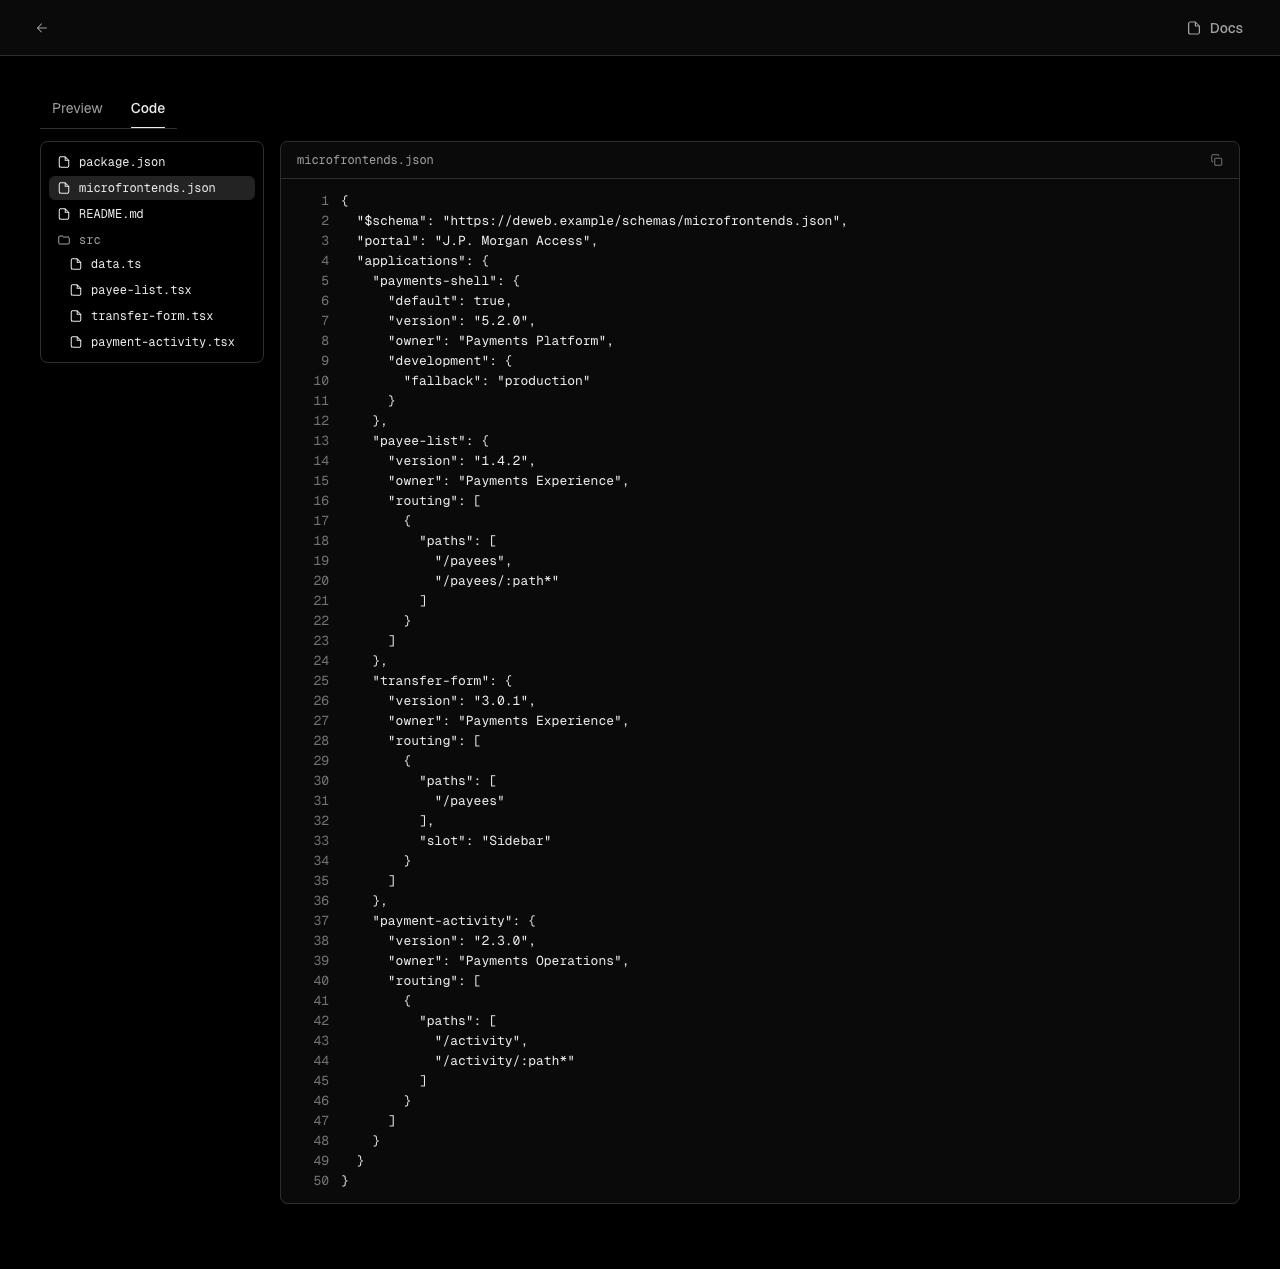 Docs
Preview Code
package.json
microfrontends.json
README.md
src
data.ts
payee-list.tsx
transfer-form.tsx
payment-activity.tsx
microfrontends.json
1 {
2   "$schema": "https://deweb.example/schemas/microfrontends.json",
3   "portal": "J.P. Morgan Access",
4   "applications": {
5     "payments-shell": {
6       "default": true,
7       "version": "5.2.0",
8       "owner": "Payments Platform",
9       "development": {
10         "fallback": "production"
11       }
12     },
13     "payee-list": {
14       "version": "1.4.2",
15       "owner": "Payments Experience",
16       "routing": [
17         {
18           "paths": [
19             "/payees",
20             "/payees/:path*"
21           ]
22         }
23       ]
24     },
25     "transfer-form": {
26       "version": "3.0.1",
27       "owner": "Payments Experience",
28       "routing": [
29         {
30           "paths": [
31             "/payees"
32           ],
33           "slot": "Sidebar"
34         }
35       ]
36     },
37     "payment-activity": {
38       "version": "2.3.0",
39       "owner": "Payments Operations",
40       "routing": [
41         {
42           "paths": [
43             "/activity",
44             "/activity/:path*"
45           ]
46         }
47       ]
48     }
49   }
50 }